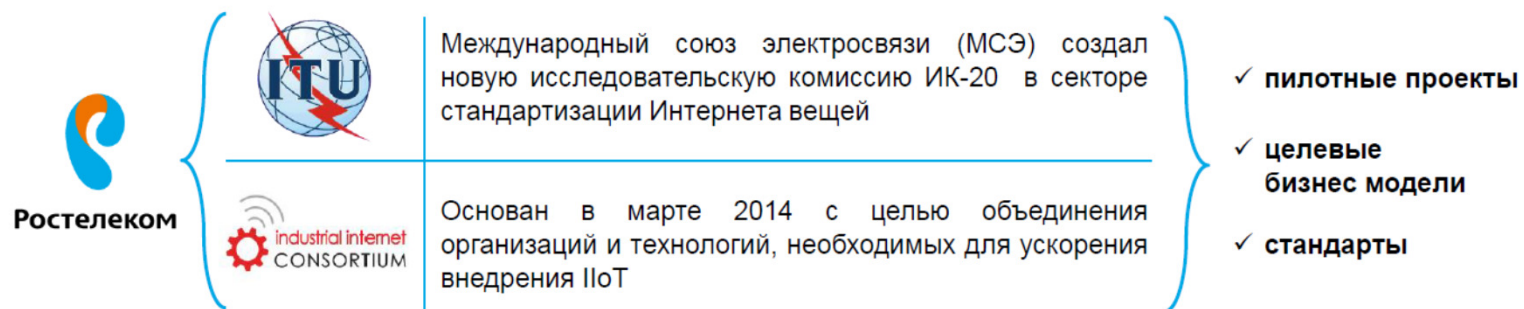 Ростелеком
ITU
Международный союз электросвязи (МСЭ) создал
новую исследовательскую комиссию ИК-20 в секторе
стандартизации Интернета вещей
industrial internet
CONSORTIUM
Основан в марте 2014 с целью объединения
организаций и технологий, необходимых для ускорения
внедрения IIoT
✓ пилотные проекты
✓ целевые
бизнес модели
✓ стандарты